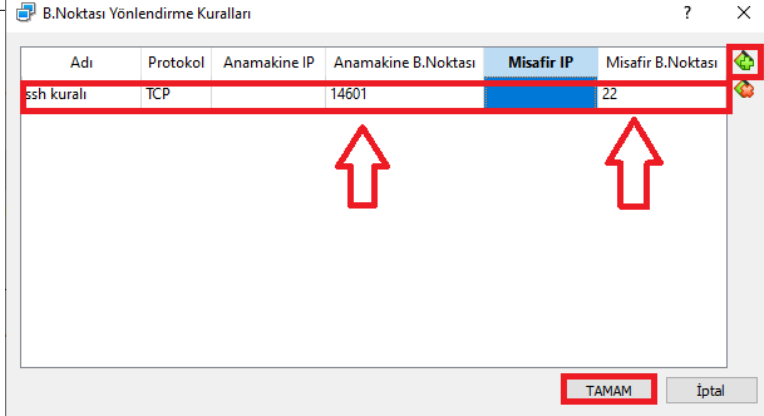 B.Noktası Yönlendirme Kuralları ?
Adı Protokol Anamakine IP Anamakine B.Noktası Misafir IP Misafir B.Noktası
ssh kuralı TCP 14601 22
TAMAM İptal